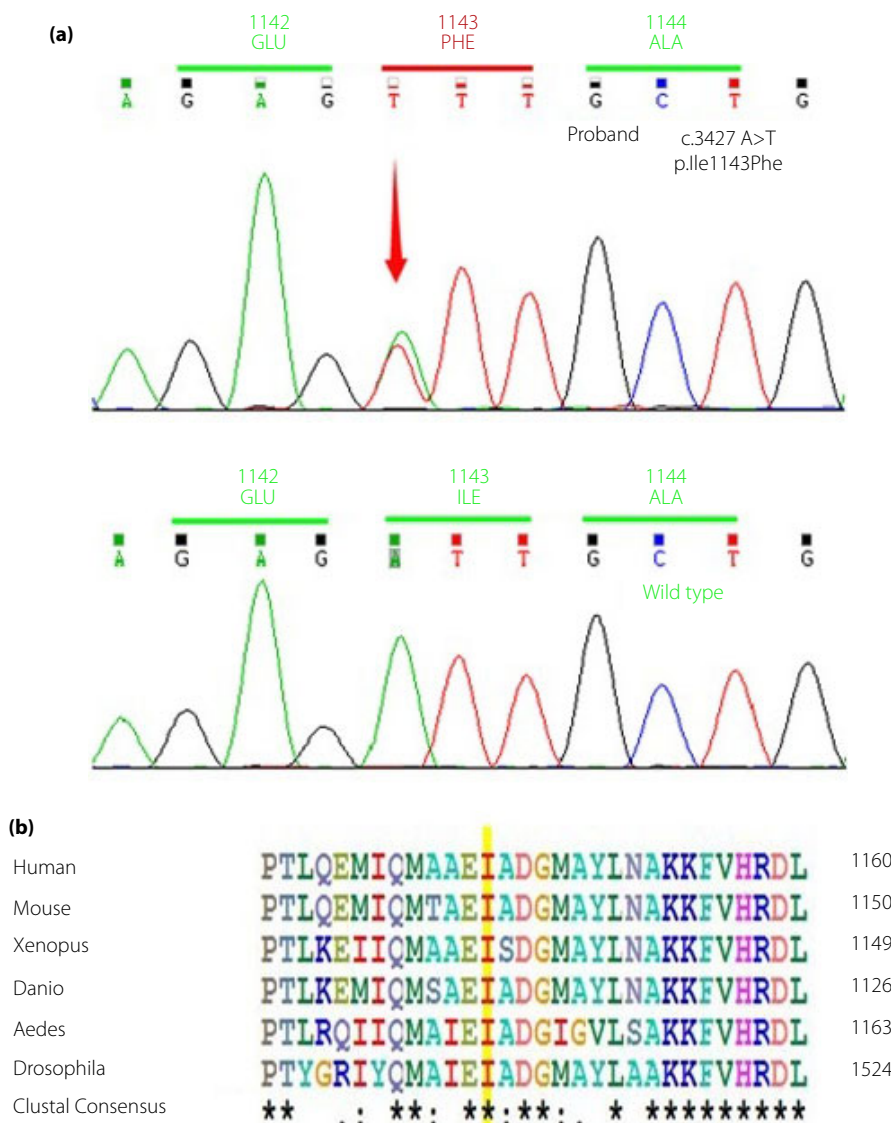 (a)
1142 1143 1144
GLU PHE ALA
A G A G T T T G C T G
Proband c.3427 A>T
p.Ile1143Phe
1142 1143 1144
GLU ILE ALA
A G A G A T T G C T G
Wild type
(b)
Human PTLQEMIQMAAEIADGMAYLNAKKFVHRDL 1160
Mouse PTLQEMIQMTAEIADGMAYLNAKKFVHRDL 1150
Xenopus PTLKEIIQMAAEISDGMAYLNAKKFVHRDL 1149
Danio PTLKEMIQMSAEIADGMAYLNAKKFVHRDL 1126
Aedes PTLRQIIQMAIEIADGIGVLSAKKFVHRDL 1163
Drosophila PTYGRIYQMAIEIADGMAYLAAKKFVHRDL 1524
Clustal Consensus **  .: **: **:**:. * *********